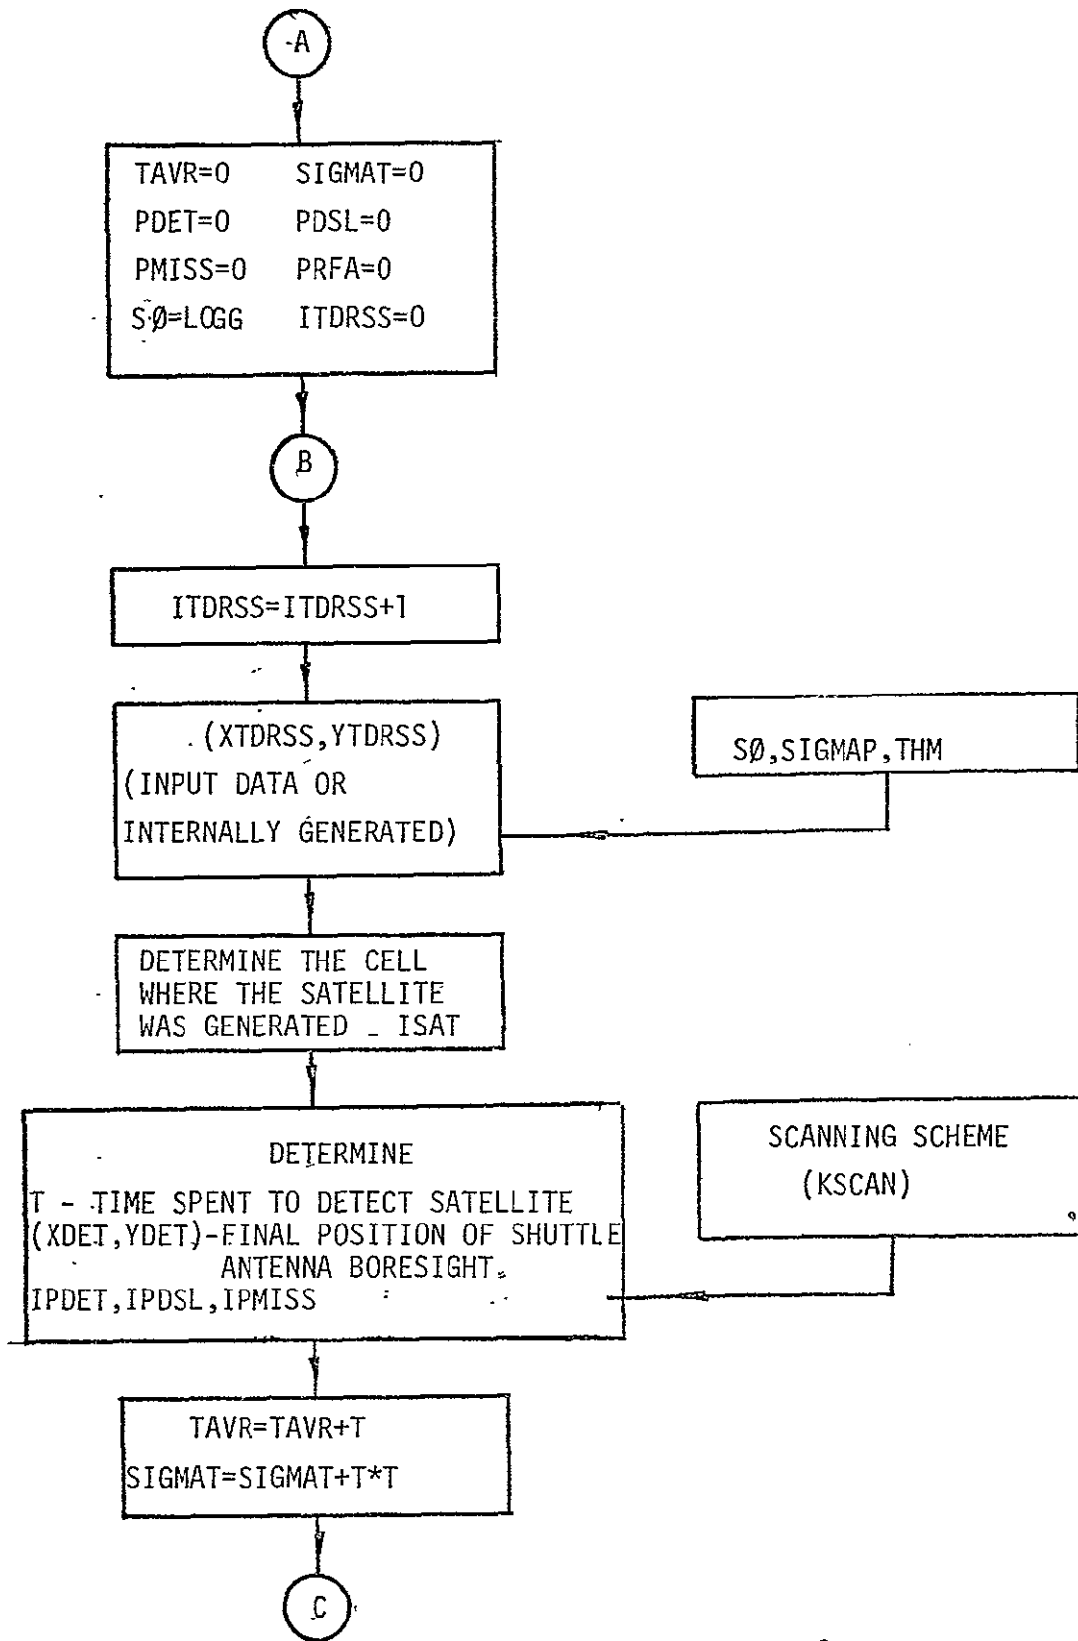 A
TAVR=0 SIGMAT=0
PDET=0 PDSL=0
PMISS=0 PRFA=0
SØ=LOGG ITDRSS=0
B
ITDRSS=ITDRSS+1
(XTDRSS,YTDRSS)
(INPUT DATA OR
INTERNALLY GENERATED)
SØ,SIGMAP,THM
DETERMINE THE CELL
WHERE THE SATELLITE
WAS GENERATED - ISAT
DETERMINE
T - TIME SPENT TO DETECT SATELLITE
(XDET,YDET)-FINAL POSITION OF SHUTTLE
ANTENNA BORESIGHT.
IPDET,IPDSL,IPMISS
SCANNING SCHEME
(KSCAN)
TAVR=TAVR+T
SIGMAT=SIGMAT+T*T
C